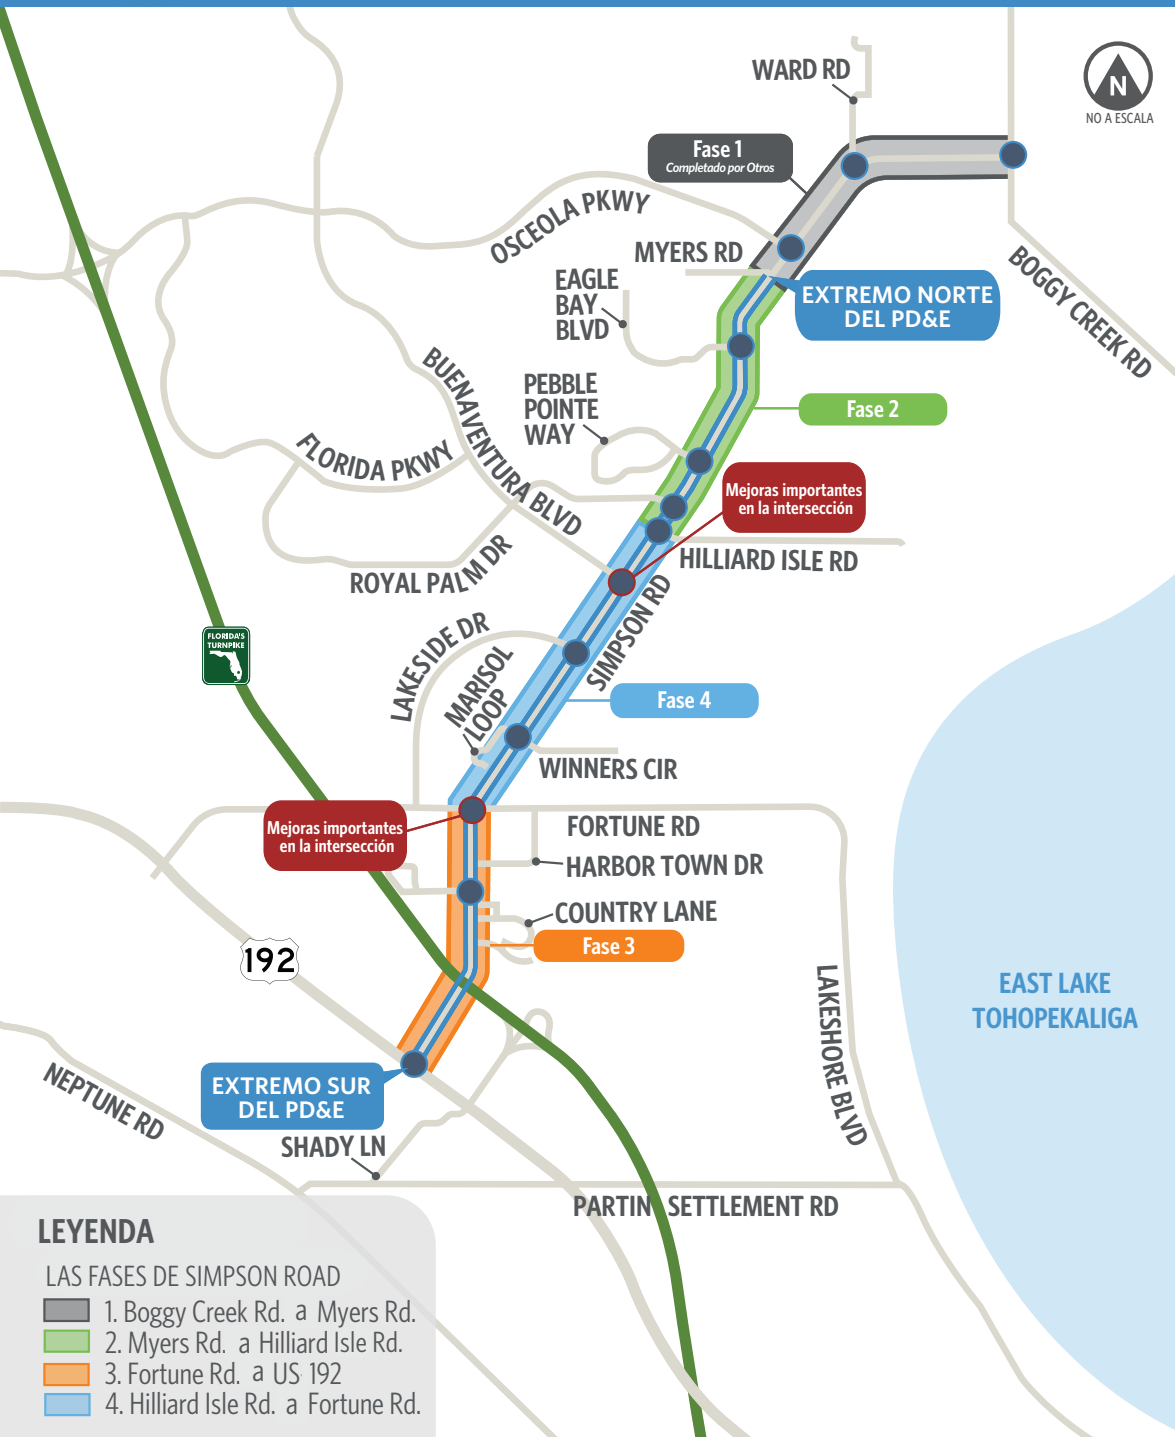 WARD RD
N
NO A ESCALA
Fase 1
Completado por Otros
OSCEOLA PKWY
MYERS RD
BOGGY CREEK RD
EAGLE
BAY
BLVD
EXTREMO NORTE
DEL PD&E
BUENAVENTURA BLVD
PEBBLE
POINTE
WAY
Fase 2
FLORIDA PKWY
Mejoras importantes
en la intersección
HILLIARD ISLE RD
ROYAL PALM DR
SIMPSON RD
FLORIDA'S
TURNPIKE
LAKESIDE DR
MARISOL
LOOP
Fase 4
WINNERS CIR
Mejoras importantes
en la intersección
FORTUNE RD
HARBOR TOWN DR
COUNTRY LANE
Fase 3
192
LAKESHORE BLVD
EAST LAKE
TOHOPEKALIGA
EXTREMO SUR
DEL PD&E
NEPTUNE RD
SHADY LN
PARTIN SETTLEMENT RD
LEYENDA
LAS FASES DE SIMPSON ROAD
1. Boggy Creek Rd. a Myers Rd.
2. Myers Rd. a Hilliard Isle Rd.
3. Fortune Rd. a US 192
4. Hilliard Isle Rd. a Fortune Rd.